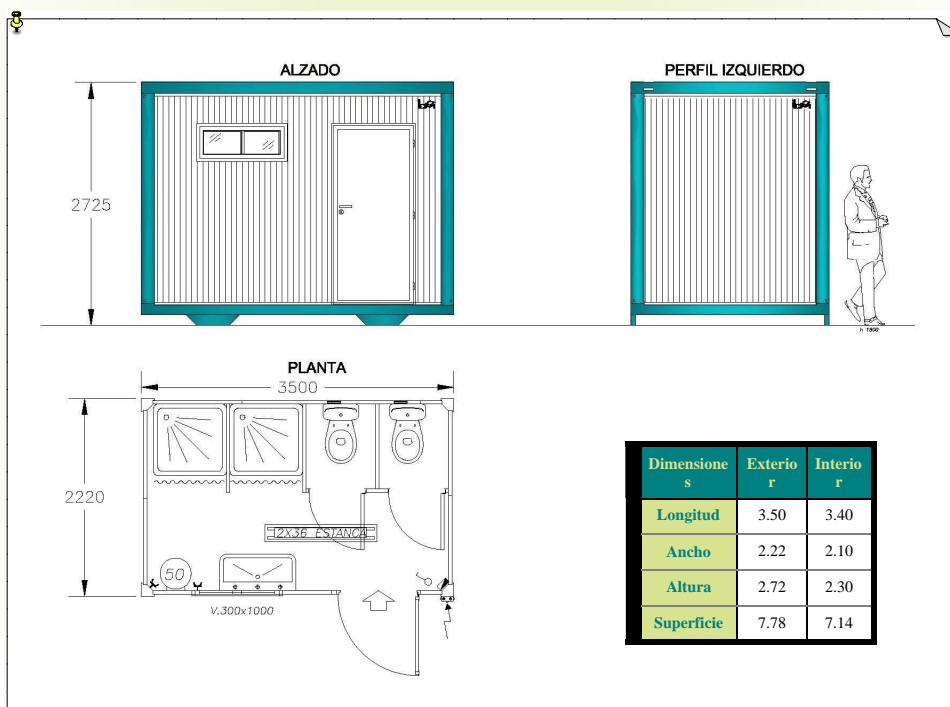 ALZADO
PERFIL IZQUIERDO
2725
h 1800
PLANTA
3500
2220
2X36 ESTANCA
50
V.300x1000
Dimensione
s
Exterio
r
Interio
r
Longitud 3.50 3.40
Ancho 2.22 2.10
Altura 2.72 2.30
Superficie 7.78 7.14